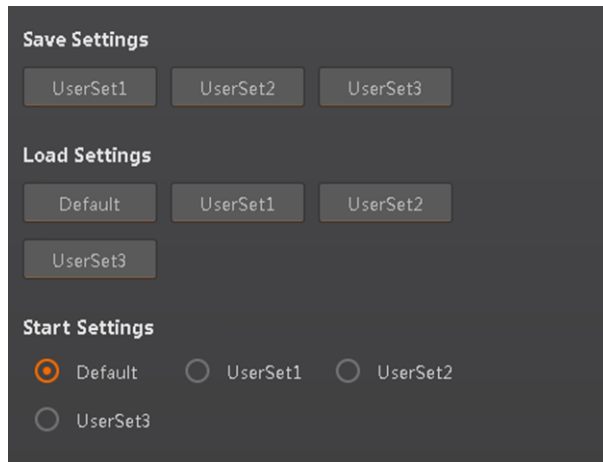 Save Settings
UserSet1 UserSet2 UserSet3
Load Settings
Default UserSet1 UserSet2
UserSet3
Start Settings
Default UserSet1 UserSet2
UserSet3